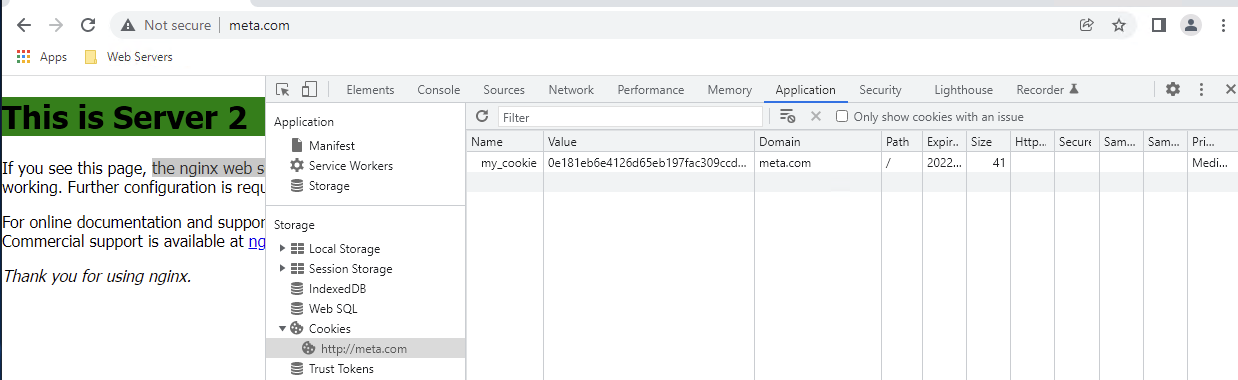 Not secure | meta.com
Apps Web Servers
Elements Console Sources Network Performance Memory Application Security Lighthouse Recorder
This is Server 2
If you see this page, the nginx web s
working. Further configuration is requ
For online documentation and suppor
Commercial support is available at ng
Thank you for using nginx.
Application
Manifest
Service Workers
Storage
Storage
Local Storage
Session Storage
IndexedDB
Web SQL
Cookies
http://meta.com
Trust Tokens
Filter Only show cookies with an issue
Name Value Domain Path Expir... Size Http... Secure Sam... Sam... Pri...
my_cookie 0e181eb6e4126d65eb197fac309ccd... meta.com / 2022... 41 Medi...